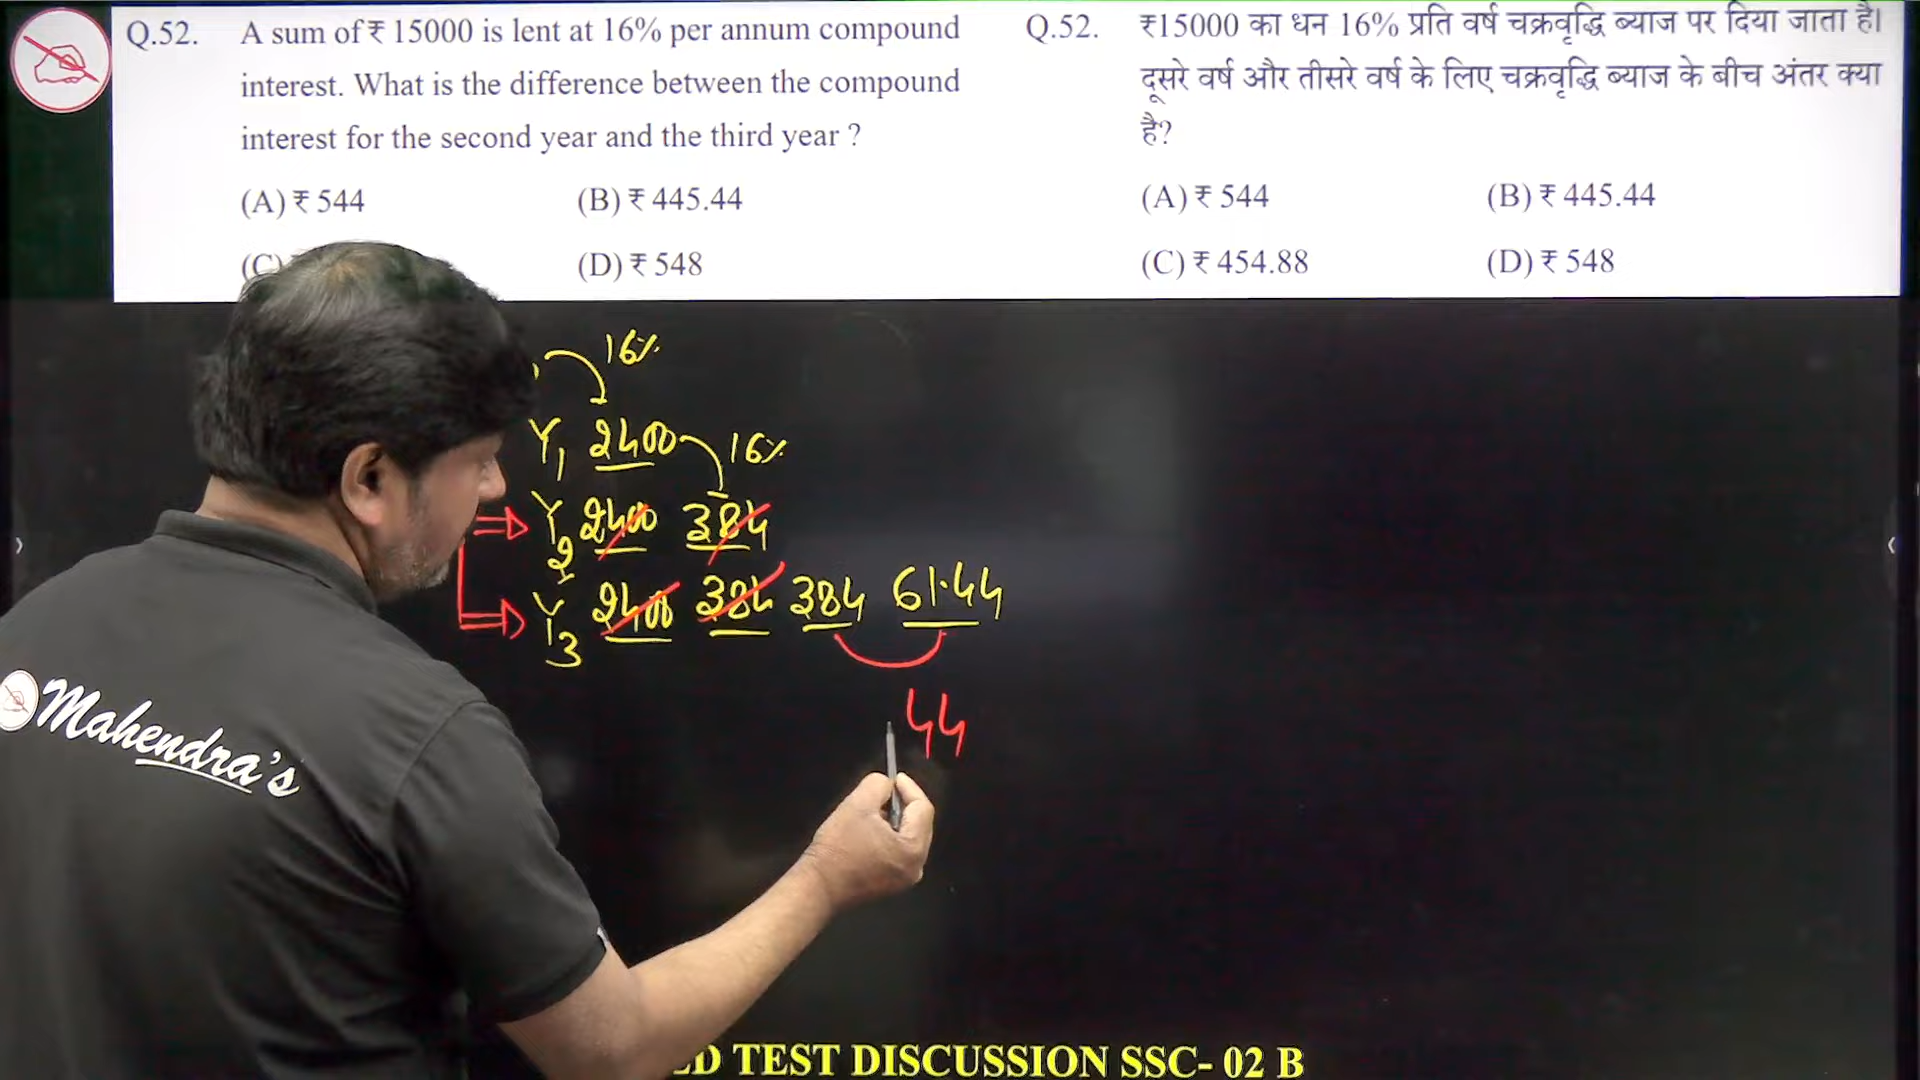 Q.52. A sum of ₹ 15000 is lent at 16% per annum compound
interest. What is the difference between the compound
interest for the second year and the third year ?
(A) ₹ 544 (B) ₹ 445.44
(C) (D) ₹ 548
Q.52. ₹15000 का धन 16% प्रति वर्ष चक्रवृद्धि ब्याज पर दिया जाता है।
दूसरे वर्ष और तीसरे वर्ष के लिए चक्रवृद्धि ब्याज के बीच अंतर क्या
है?
(A) ₹ 544 (B) ₹ 445.44
(C) ₹ 454.88 (D) ₹ 548
16%
Y1 2400 16%
Y2 2400 384
Y3 2400 384 384 61.44
44
Mahendra's
TEST DISCUSSION SSC- 02 B